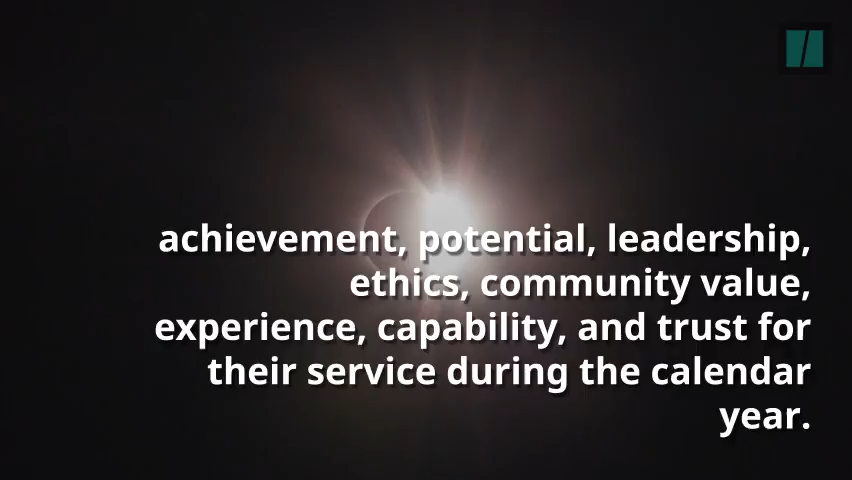 achievement, potential, leadership,
ethics, community value,
experience, capability, and trust for
their service during the calendar
year.